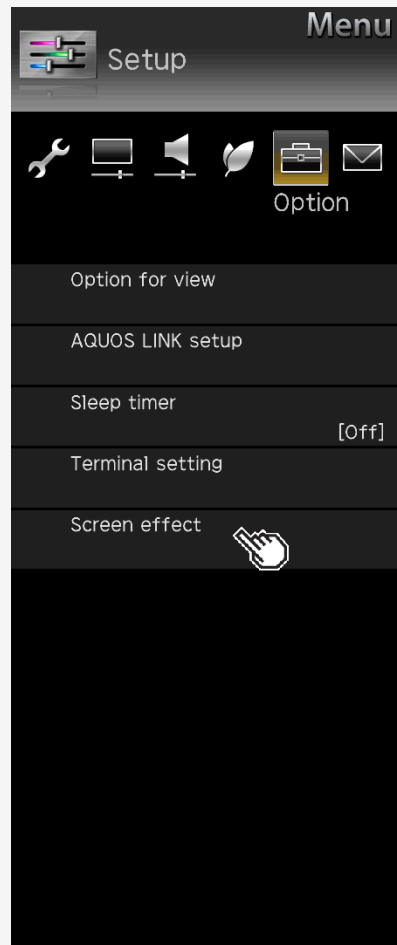 Menu
Setup
Option
Option for view
AQUOS LINK setup
Sleep timer
[Off]
Terminal setting
Screen effect